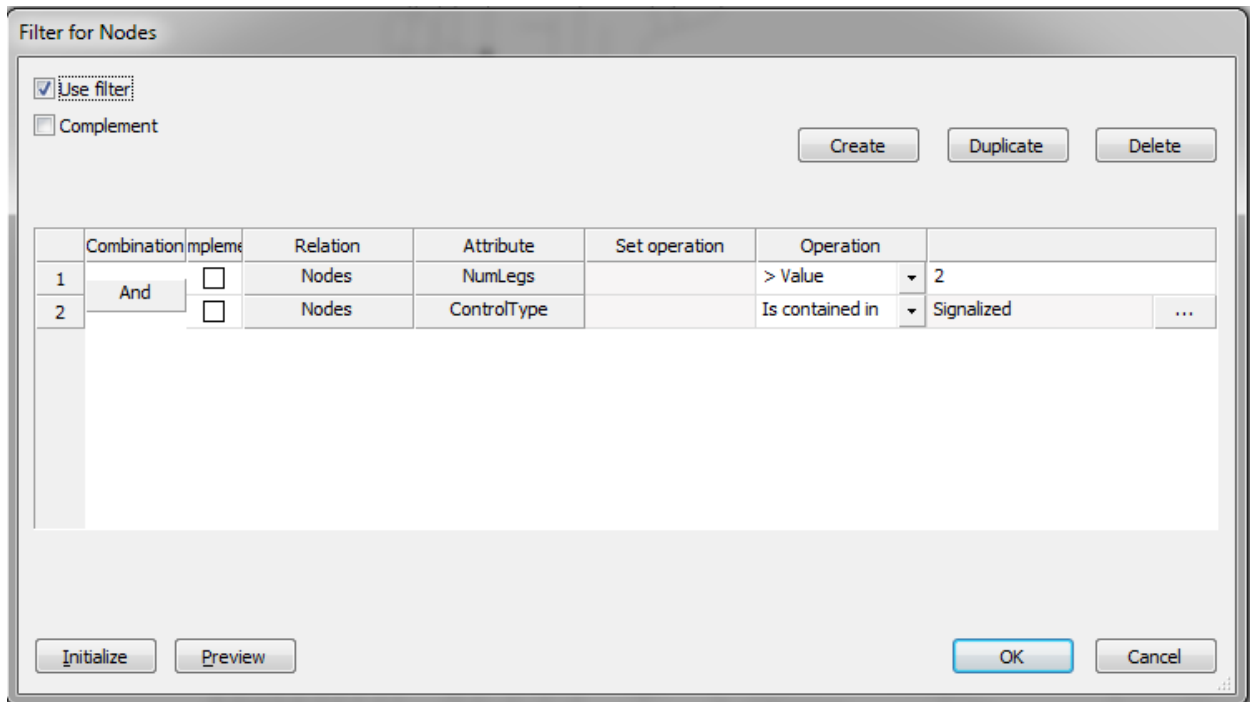 Filter for Nodes
Use filter
Complement
Create Duplicate Delete
Combination mpleme Relation Attribute Set operation Operation
1 Nodes NumLegs > Value 2
And
2 Nodes ControlType Is contained in Signalized ...
Initialize Preview OK Cancel